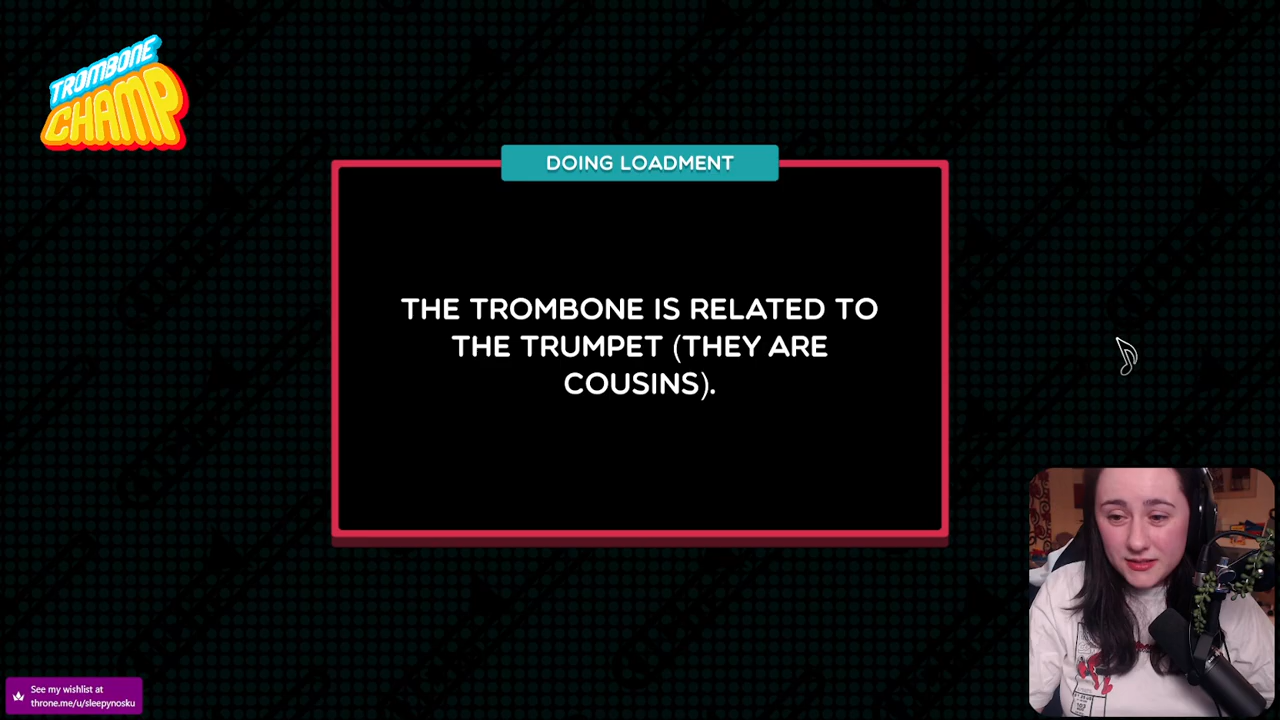 TROMBONE
CHAMP
DOING LOADMENT
THE TROMBONE IS RELATED TO
THE TRUMPET (THEY ARE
COUSINS).
See my wishlist at
throne.me/u/sleepynosku